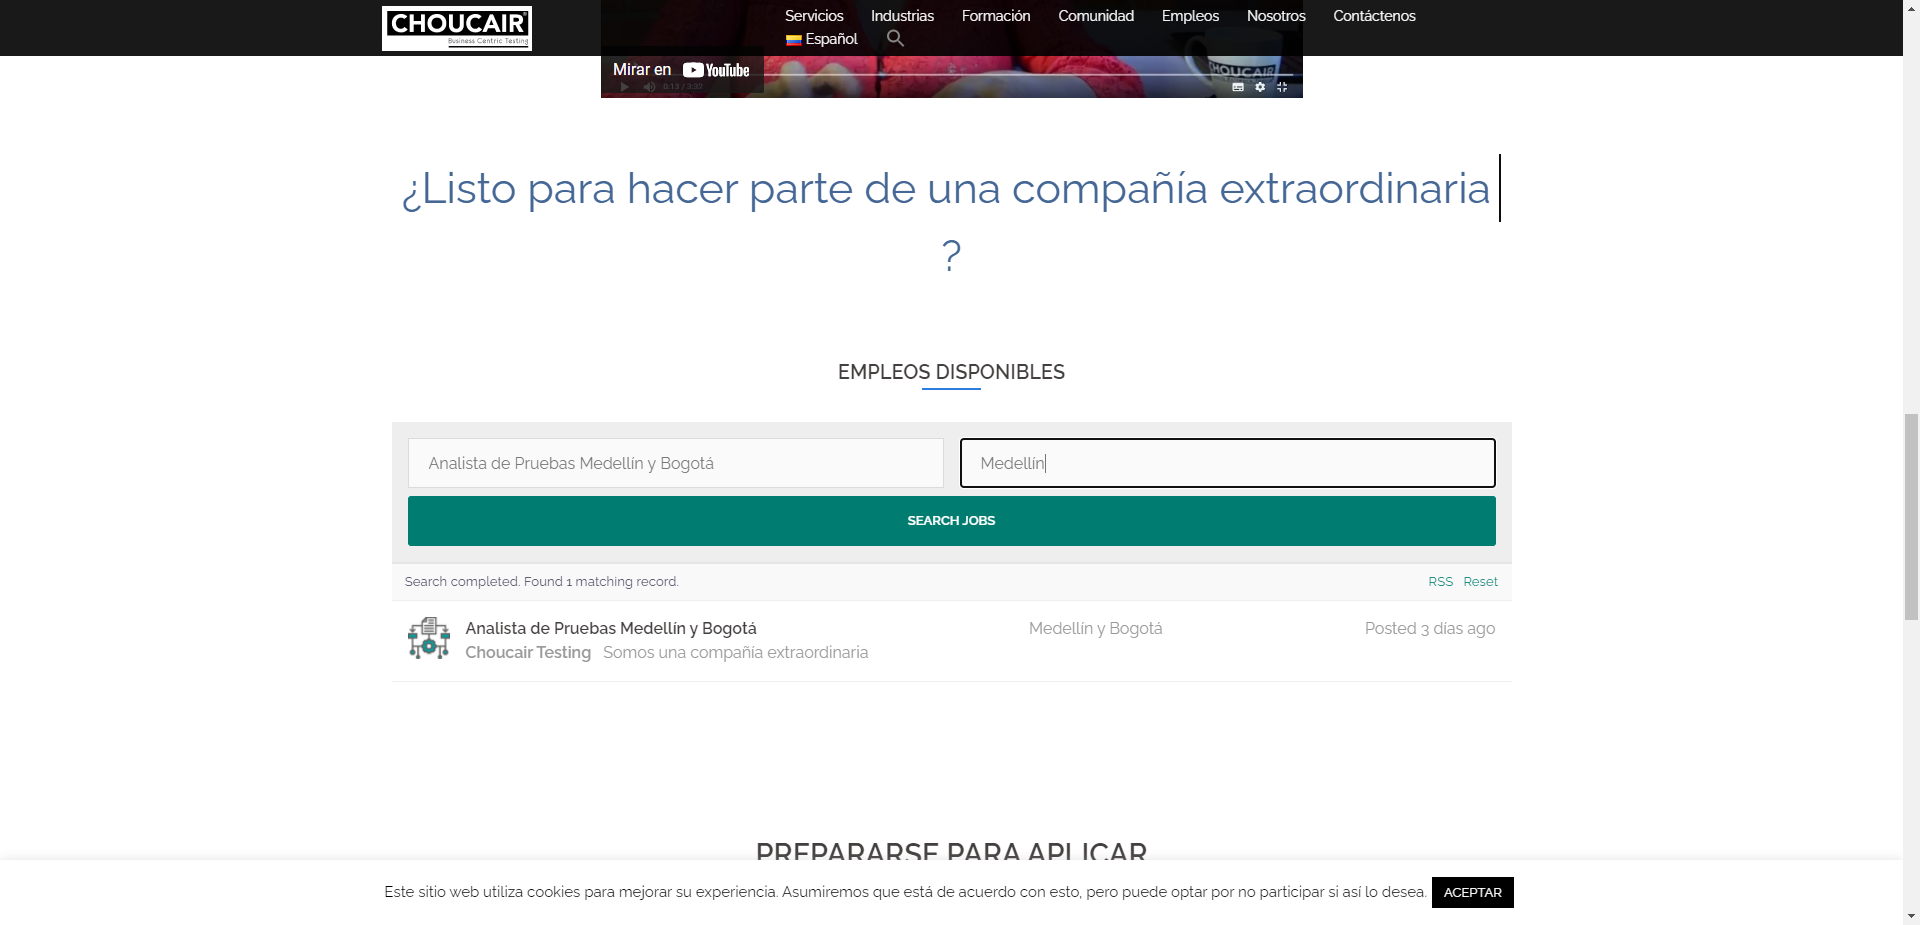 CHOUCAIR
Business Centric Testing
Servicios Industrias Formación Comunidad Empleos Nosotros Contáctenos
Español
Mirar en YouTube
0:13 / 3:32
CHOUCAIR
¿Listo para hacer parte de una compañía extraordinaria
?
EMPLEOS DISPONIBLES
Analista de Pruebas Medellín y Bogotá
Medellín
SEARCH JOBS
Search completed. Found 1 matching record.
RSS Reset
Analista de Pruebas Medellín y Bogotá Medellín y Bogotá Posted 3 días ago
Choucair Testing Somos una compañía extraordinaria
PREPARARSE PARA APLICAR
Este sitio web utiliza cookies para mejorar su experiencia. Asumiremos que está de acuerdo con esto, pero puede optar por no participar si así lo desea. ACEPTAR